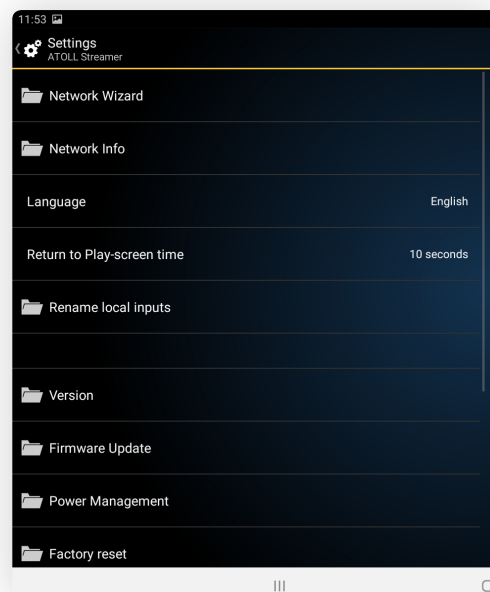 11:53
Settings
ATOLL Streamer
Network Wizard
Network Info
Language English
Return to Play-screen time 10 seconds
Rename local inputs
Version
Firmware Update
Power Management
Factory reset